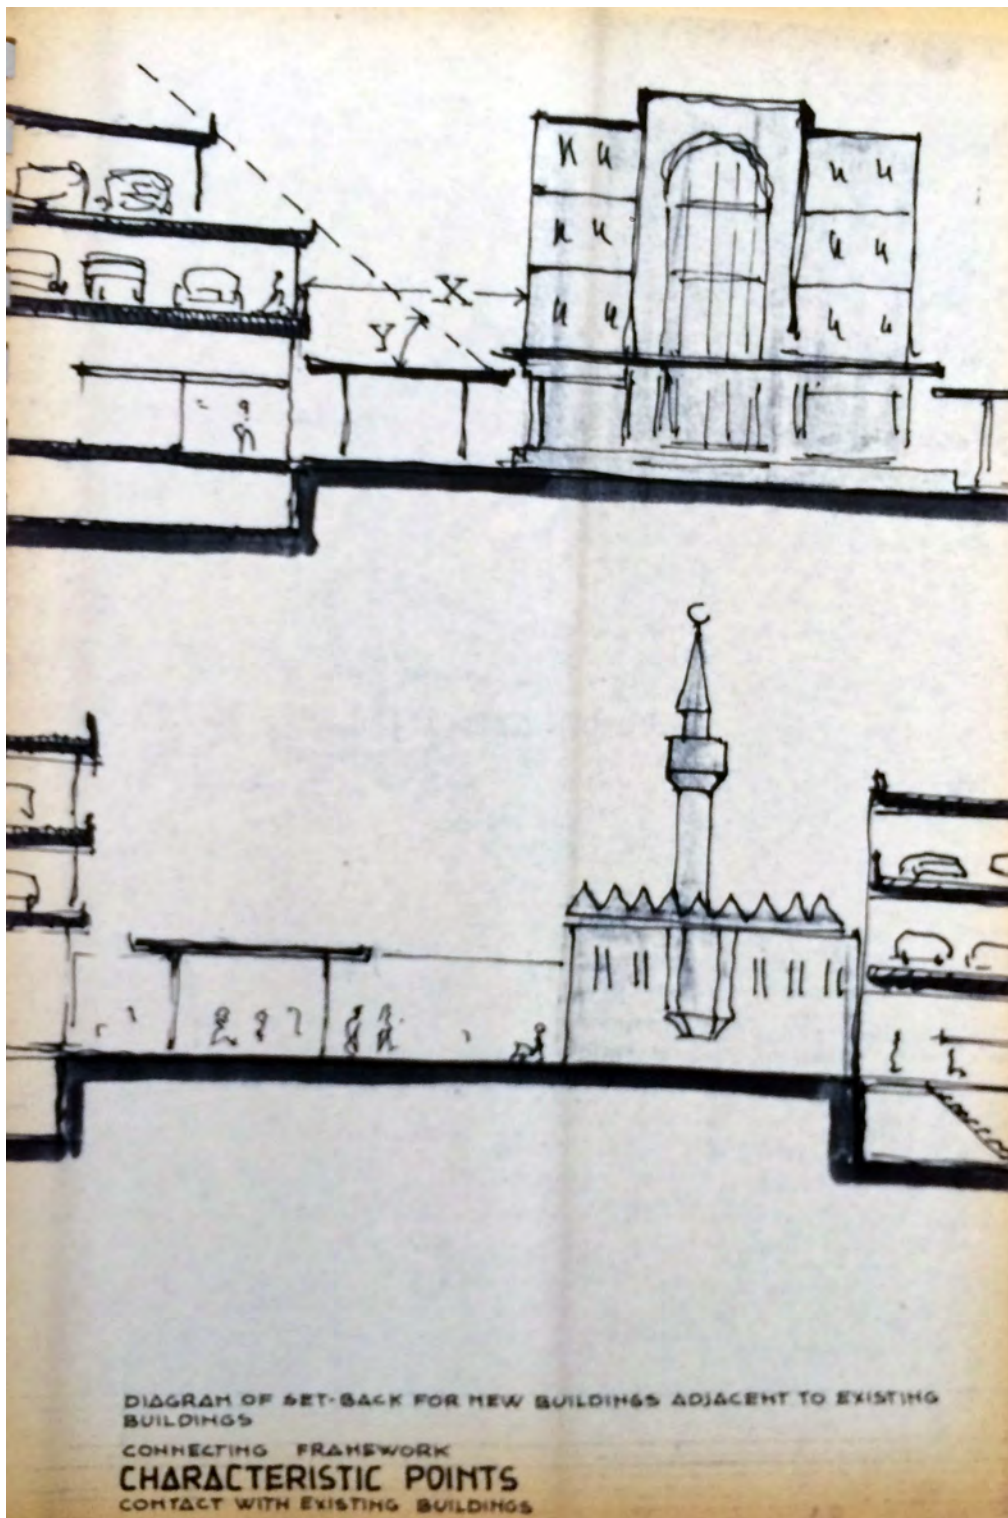 X
Y
DIAGRAM OF SET-BACK FOR NEW BUILDINGS ADJACENT TO EXISTING
BUILDINGS
CONNECTING FRAMEWORK
CHARACTERISTIC POINTS
CONTACT WITH EXISTING BUILDINGS